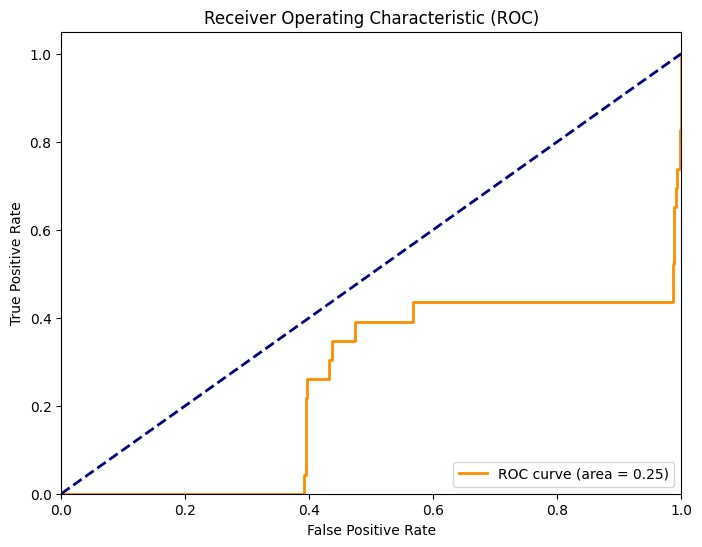 Receiver Operating Characteristic (ROC)
1.0
0.8
0.6
0.4
0.2
0.0
True Positive Rate
ROC curve (area = 0.25)
0.0 0.2 0.4 0.6 0.8 1.0
False Positive Rate